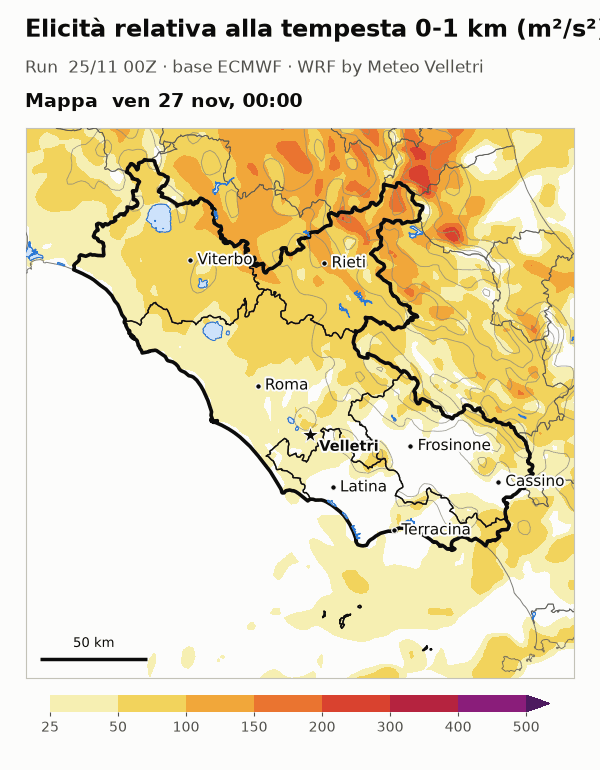 Elicità relativa alla tempesta 0-1 km (m²/s²)
Run 25/11 00Z · base ECMWF · WRF by Meteo Velletri
Mappa ven 27 nov, 00:00
Viterbo
Rieti
Roma
Velletri
Frosinone
Latina
Cassino
Terracina
50 km
25 50 100 150 200 300 400 500